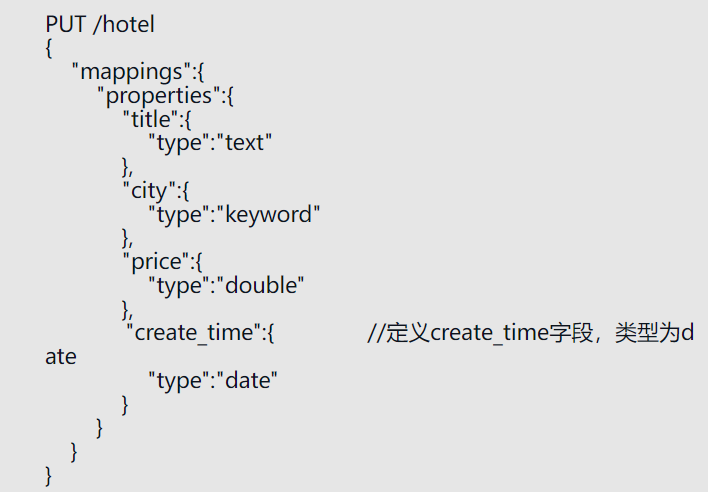 PUT /hotel
{
"mappings":{
"properties":{
"title":{
"type":"text"
},
"city":{
"type":"keyword"
},
"price":{
"type":"double"
},
"create_time":{ //定义create_time字段，类型为d
ate
"type":"date"
}
}
}
}